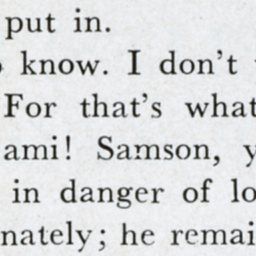 put in.
know. I don't
For that's what
ami! Samson, y
in danger of lo
nately; he remai